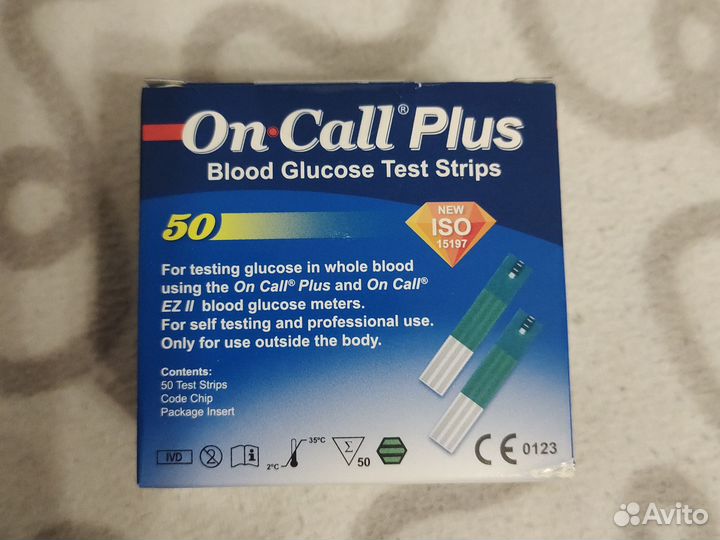 On·Call® Plus
Blood Glucose Test Strips
50
NEW
ISO
15197
For testing glucose in whole blood
using the On Call® Plus and On Call®
EZ II blood glucose meters.
For self testing and professional use.
Only for use outside the body.
Contents:
50 Test Strips
Code Chip
Package Insert
IVD
2
i
2°C
35°C
Σ
50
CE 0123
Avito